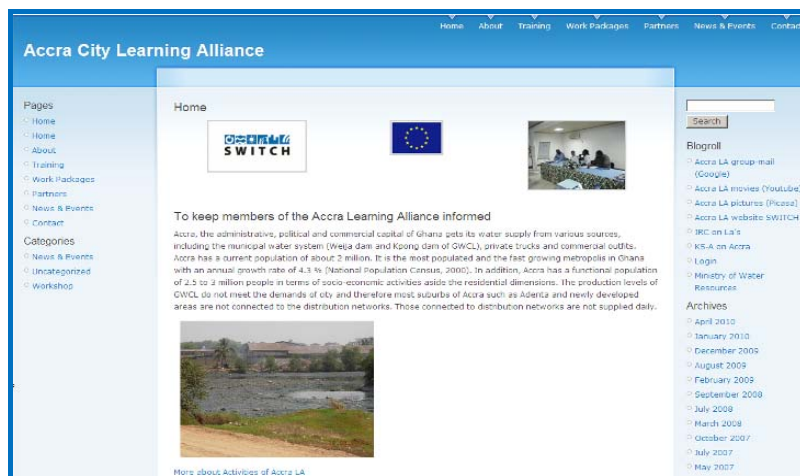 Home About Training Work Packages Partners News & Events Contac
Accra City Learning Alliance
Pages
Home
Home
About
Training
Work Packages
Partners
News & Events
Contact
Categories
News & Events
Uncategorized
Workshop
Home
SWITCH
To keep members of the Accra Learning Alliance informed
Accra, the administrative, political and commercial capital of Ghana gets its water supply from various sources,
including the municipal water system (Weija dam and Kpong dam of GWCL), private trucks and commercial outfits.
Accra has a current population of about 2 million. It is the most populated and the fast growing metropolis in Ghana
with an annual growth rate of 4.3 % (National Population Census, 2000). In addition, Accra has a functional population
of 2.5 to 3 million people in terms of socio-economic activities aside the residential dimensions. The production levels of
GWCL do not meet the demands of city and therefore most suburbs of Accra such as Adenta and newly developed
areas are not connected to the distribution networks. Those connected to distribution networks are not supplied daily.
More about Activities of Accra LA
Search
Blogroll
Accra LA group-mail
(Google)
Accra LA movies (Youtube)
Accra LA pictures (Picasa)
Accra LA website SWITCH
IRC on La's
KS-A on Accra
Login
Ministry of Water
Resources
Archives
April 2010
January 2010
December 2009
August 2009
February 2009
September 2008
July 2008
March 2008
October 2007
July 2007
May 2007